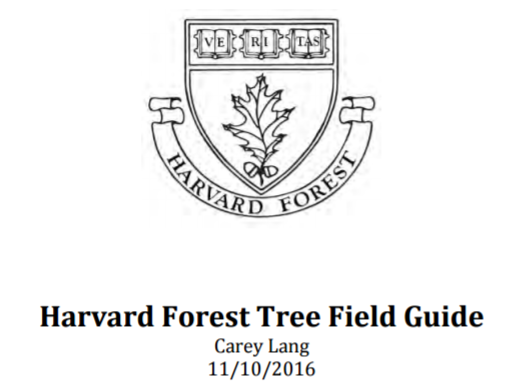 VE RI TAS
HARVARD FOREST
Harvard Forest Tree Field Guide
Carey Lang
11/10/2016